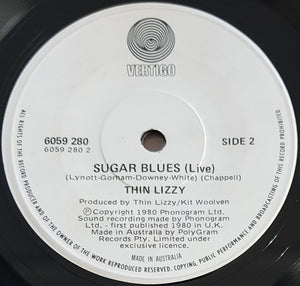 VERTIGO
6059 280
6059 280 2
SIDE 2
SUGAR BLUES (Live)
(Lynott-Gorham-Downey-White) (Chappell)
THIN LIZZY
Produced by Thin Lizzy/Kit Woolven
Ⓟ Copyright 1980 Phonogram Ltd.
Sound recording made by Phonogram
Ltd. - first published 1980 in U.K.
Made in Australia by PolyGram
Records Pty. Limited under
exclusive licence.
ALL RIGHTS OF THE RECORD PRODUCER AND OF THE OWNER OF THE WORK REPRODUCED RESERVED. COPYING, PUBLIC PERFORMANCE AND BROADCASTING OF THIS RECORD PROHIBITED
MADE IN AUSTRALIA